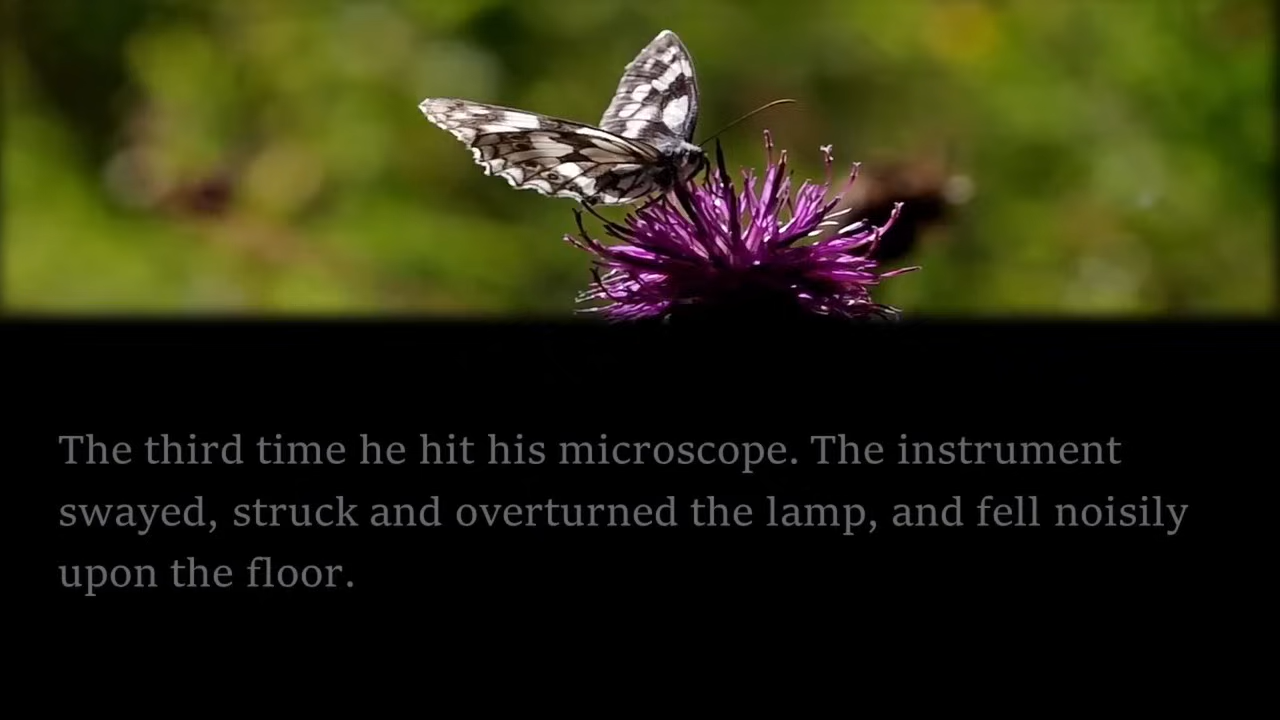 The third time he hit his microscope. The instrument
swayed, struck and overturned the lamp, and fell noisily
upon the floor.